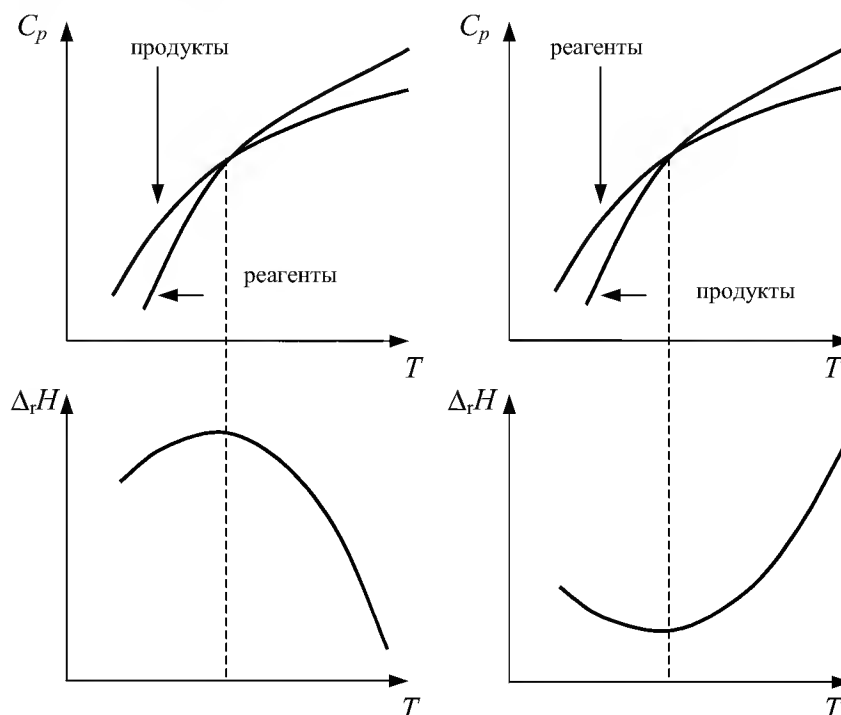 C_p
продукты
реагенты
T
C_p
реагенты
продукты
T
Δ_rH
T
Δ_rH
T